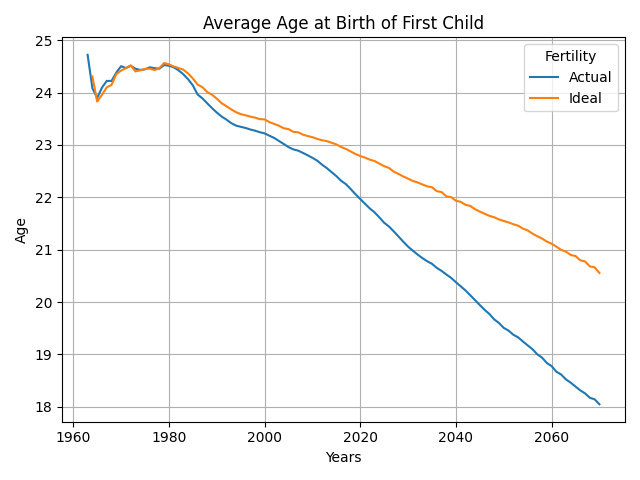 Average Age at Birth of First Child
Fertility
Actual
Ideal
Age
25
24
23
22
21
20
19
18
1960
1980
2000
2020
2040
2060
Years